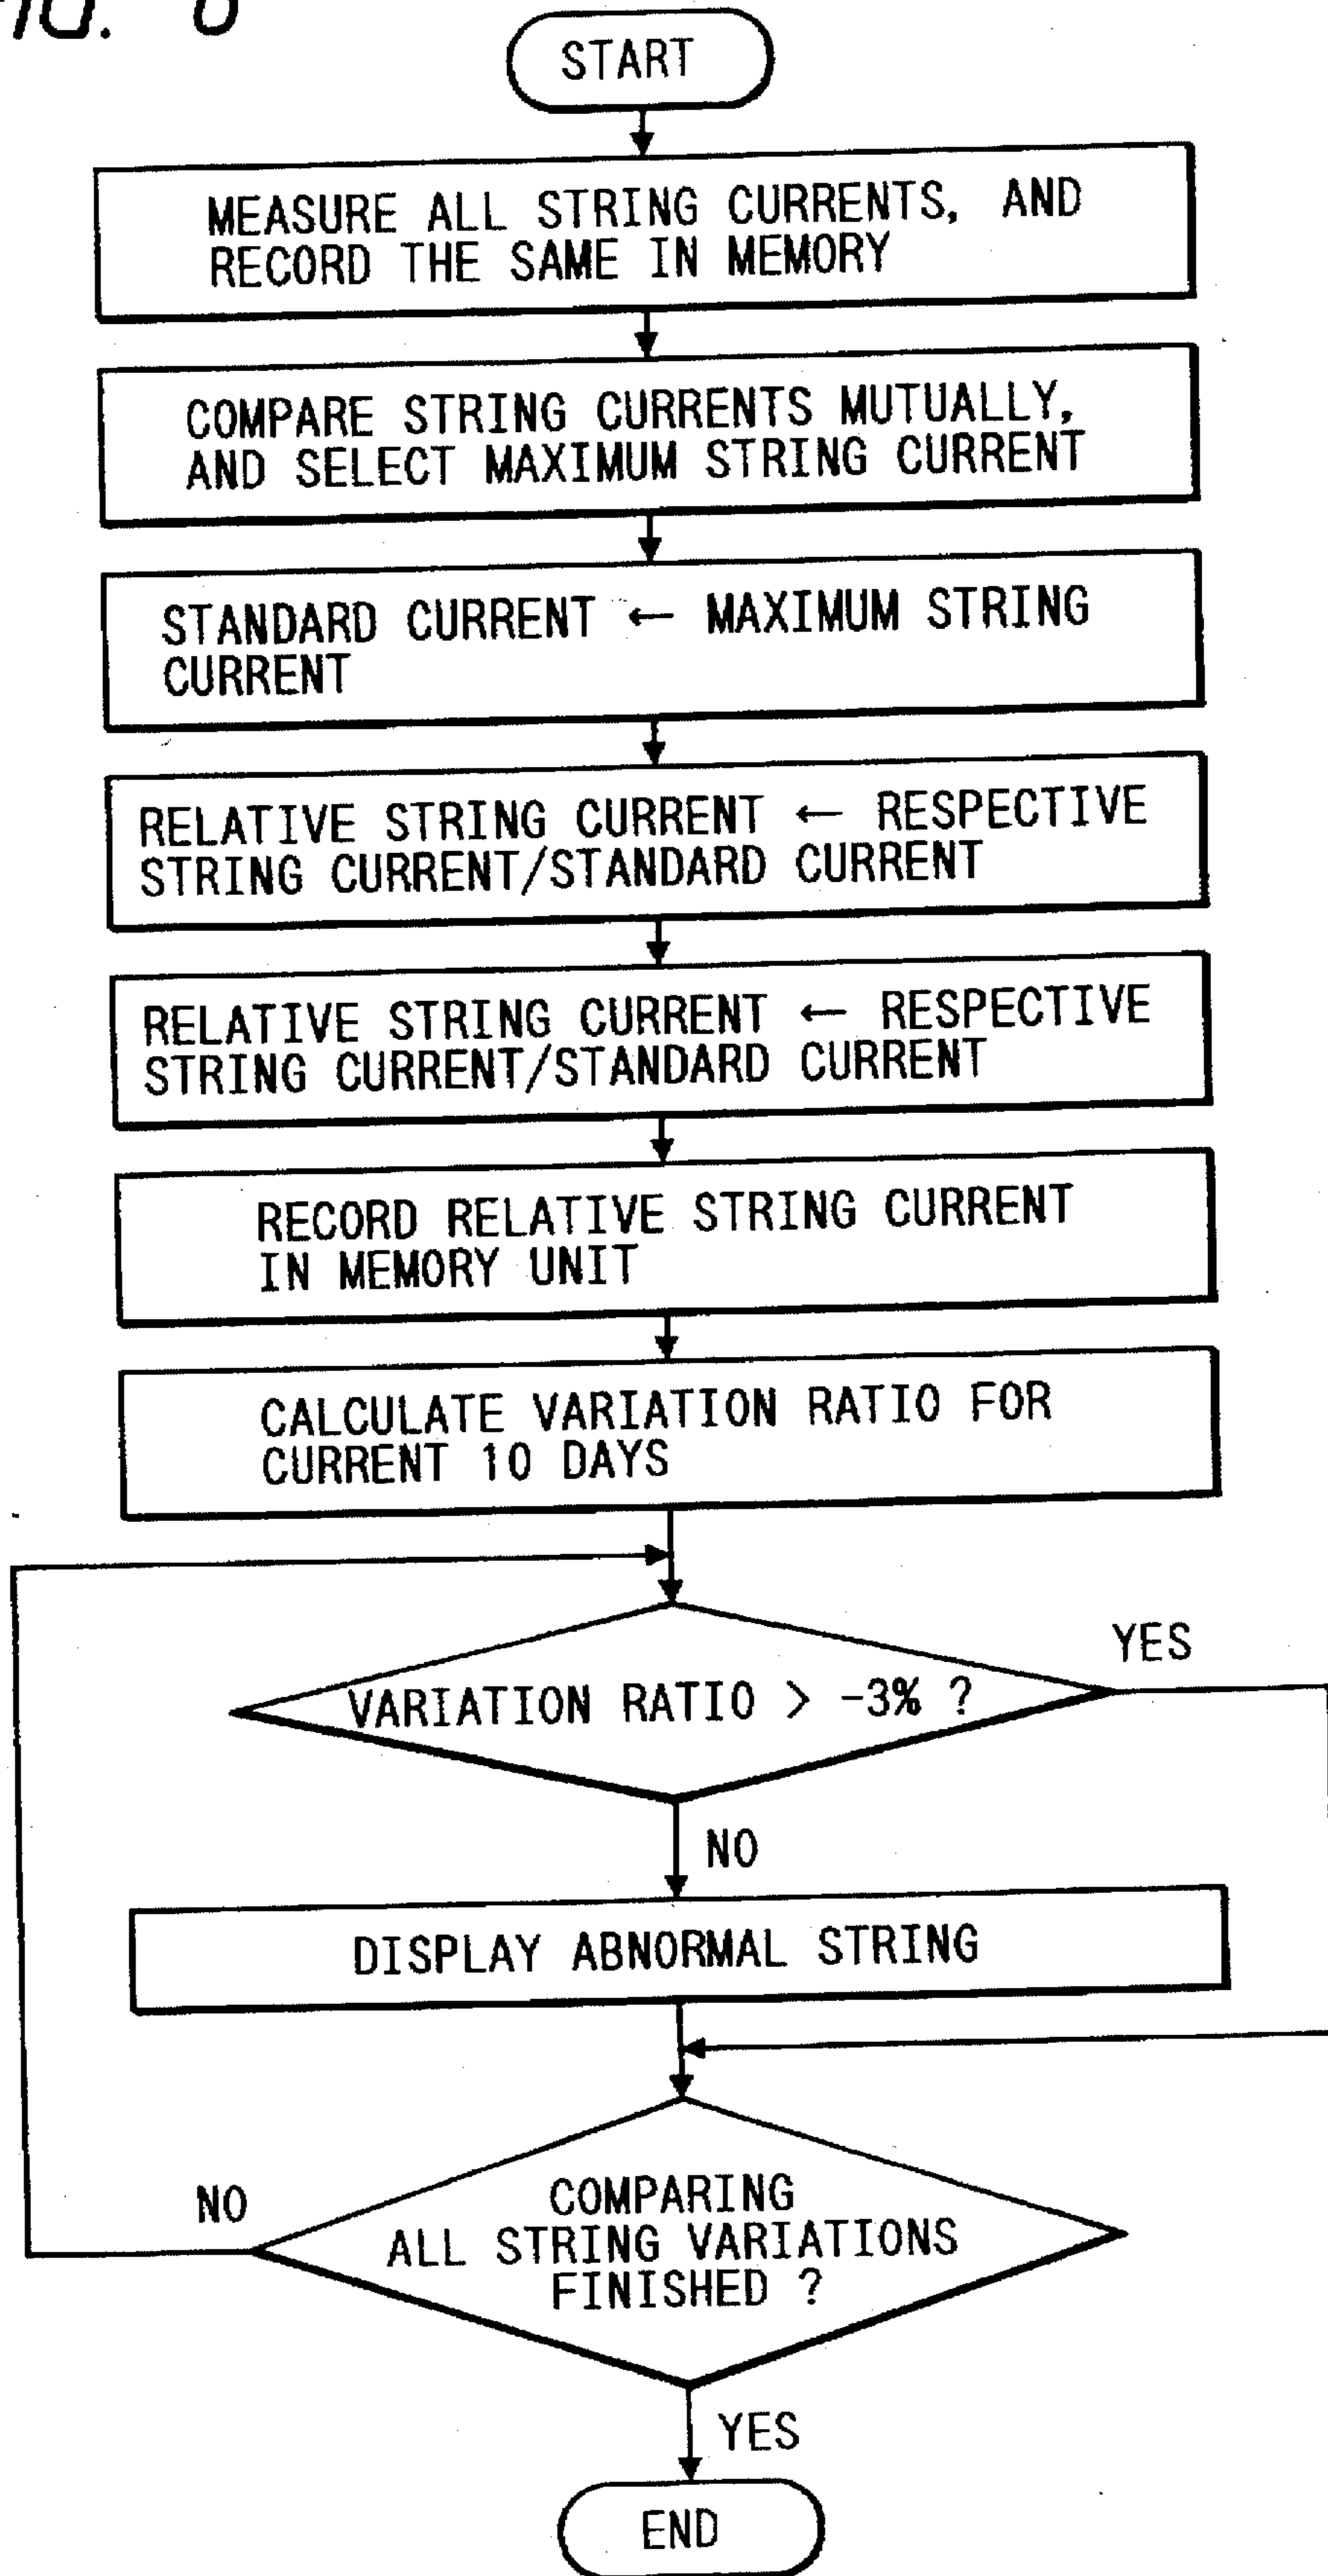 START
MEASURE ALL STRING CURRENTS, AND
RECORD THE SAME IN MEMORY
COMPARE STRING CURRENTS MUTUALLY,
AND SELECT MAXIMUM STRING CURRENT
STANDARD CURRENT ← MAXIMUM STRING
CURRENT
RELATIVE STRING CURRENT ← RESPECTIVE
STRING CURRENT/STANDARD CURRENT
RELATIVE STRING CURRENT ← RESPECTIVE
STRING CURRENT/STANDARD CURRENT
RECORD RELATIVE STRING CURRENT
IN MEMORY UNIT
CALCULATE VARIATION RATIO FOR
CURRENT 10 DAYS
YES
VARIATION RATIO > -3% ?
NO
DISPLAY ABNORMAL STRING
NO
COMPARING
ALL STRING VARIATIONS
FINISHED ?
YES
END